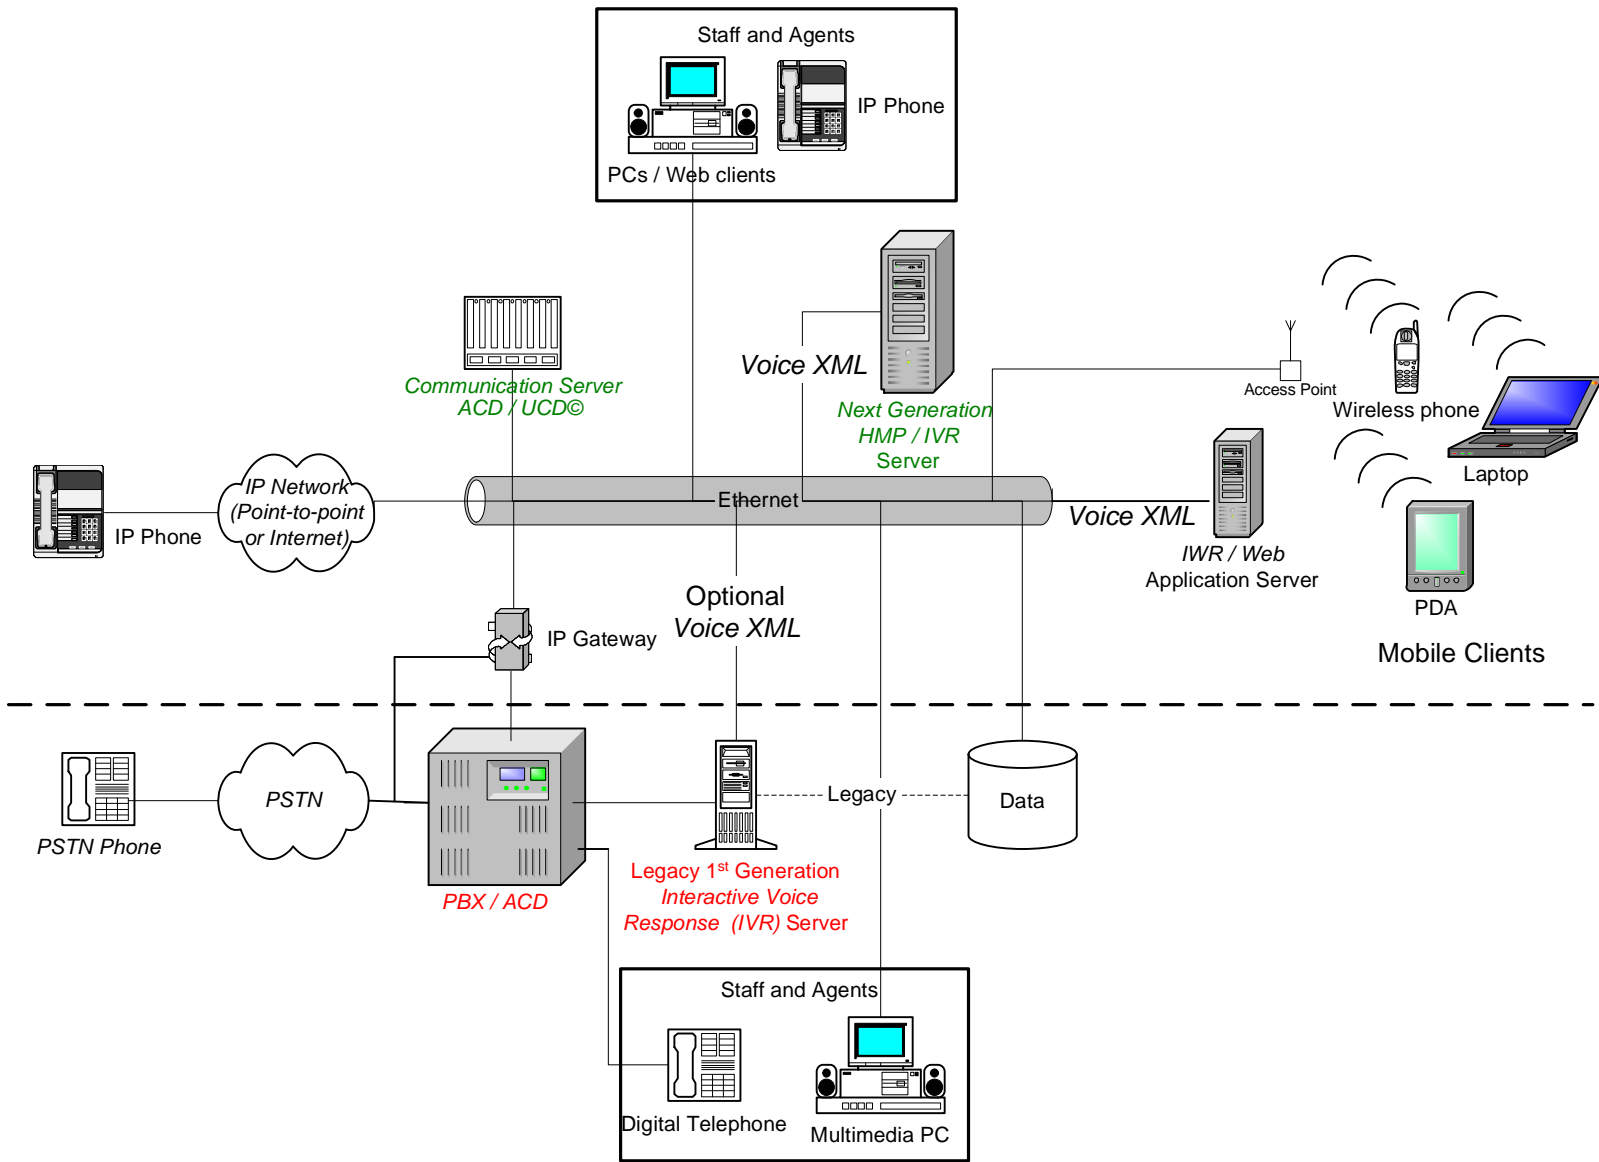 Staff and Agents
IP Phone
PCs / Web clients
Communication Server
ACD / UCD©
Voice XML
Next Generation
HMP / IVR
Server
Access Point
Wireless phone
Laptop
IP Network
(Point-to-point
or Internet)
IP Phone
Ethernet
Voice XML
IWR / Web
Application Server
PDA
Mobile Clients
Optional
Voice XML
IP Gateway
PSTN
PSTN Phone
PBX / ACD
Legacy
Data
Legacy 1st Generation
Interactive Voice
Response (IVR) Server
Staff and Agents
Digital Telephone
Multimedia PC